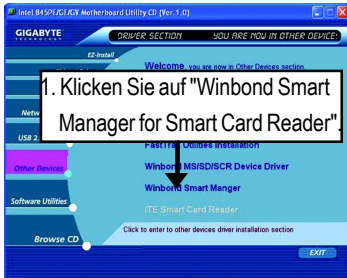 Intel 845PE/GE/GV Motherboard Utility CD (Ver.1.0)
GIGABYTE
TECHNOLOGY
DRIVER SECTION
YOU ARE NOW IN OTHER DEVICE:
EZ-Install
Welcome, you are now in Other Devices section.
1. Klicken Sie auf "Winbond Smart
Manager for Smart Card Reader".
Netw
USB 2.
FastTrak Utilities Installation
Other Devices
Winbond MS/SD/SCR Device Driver
Winbond Smart Manger
Software Utilities
ITE Smart Card Reader
Click to enter to other devices driver installation section
Browse CD
EXIT